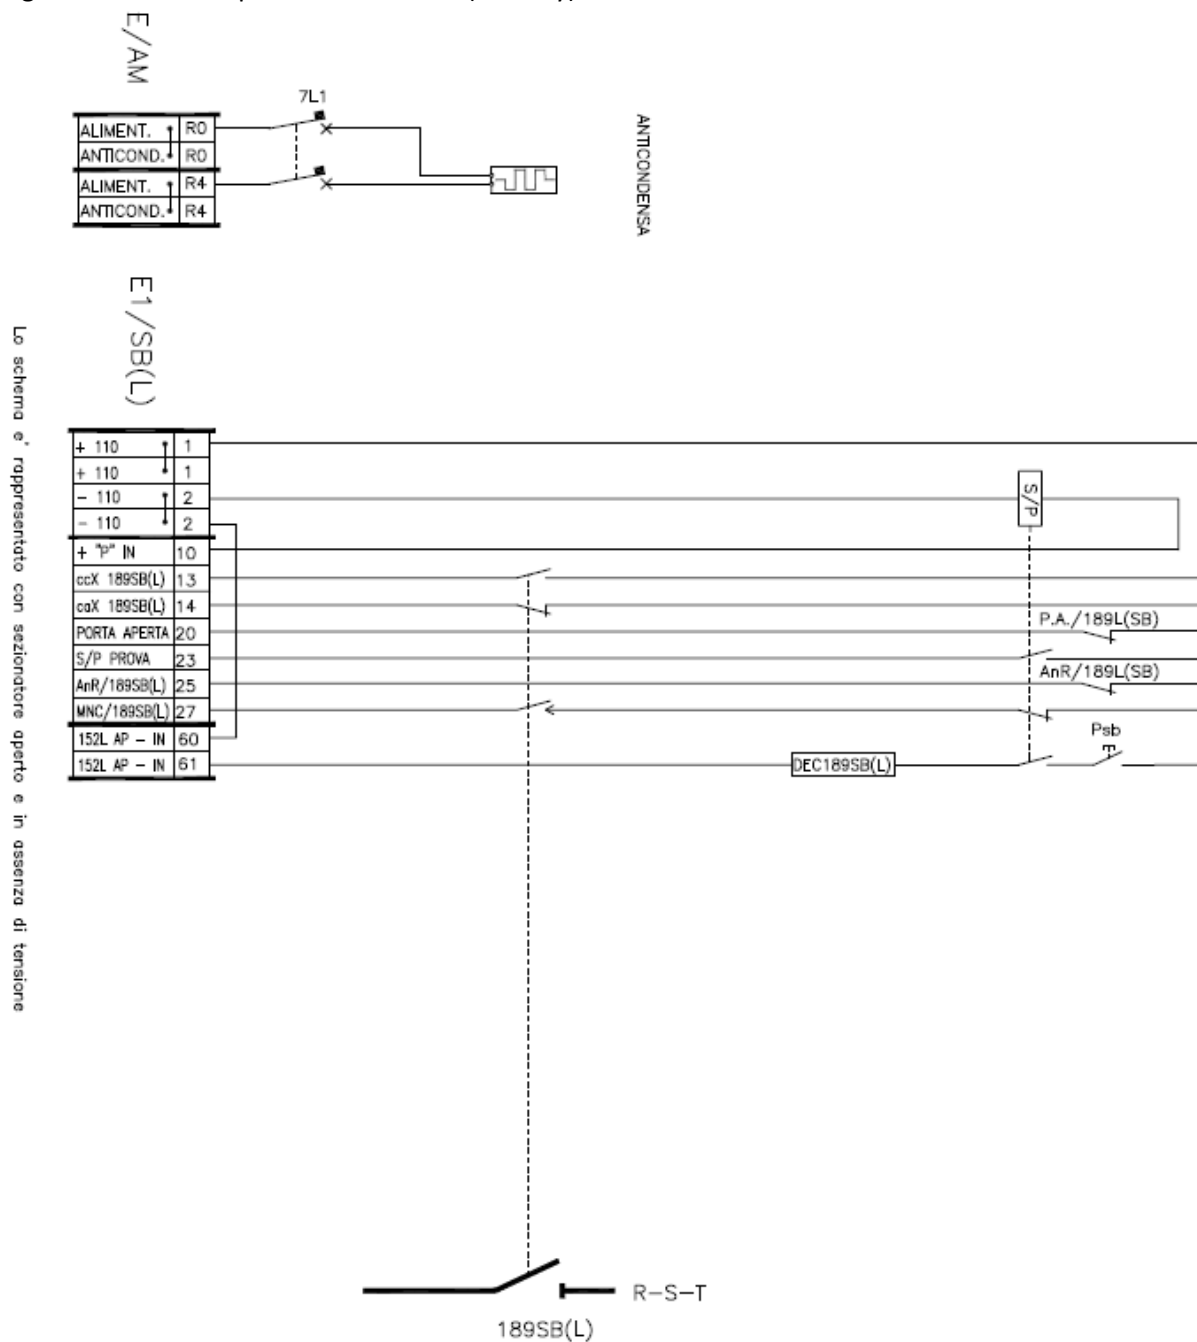 E/AM
7L1
ALIMENT. R0
ANTICOND. R0
ALIMENT. R4
ANTICOND. R4
ANTICONDENSA
E1/SB(L)
Lo schema e' rappresentato con sezionatore aperto e in assenza di tensione
+ 110 1
+ 110 1
- 110 2
- 110 2
+ "P" IN 10
ccX 189SB(L) 13
caX 189SB(L) 14
PORTA APERTA 20
S/P PROVA 23
AnR/189SB(L) 25
MNC/189SB(L) 27
152L AP - IN 60
152L AP - IN 61
S/P
P.A./189L(SB)
AnR/189L(SB)
Psb
DEC189SB(L)
R-S-T
189SB(L)